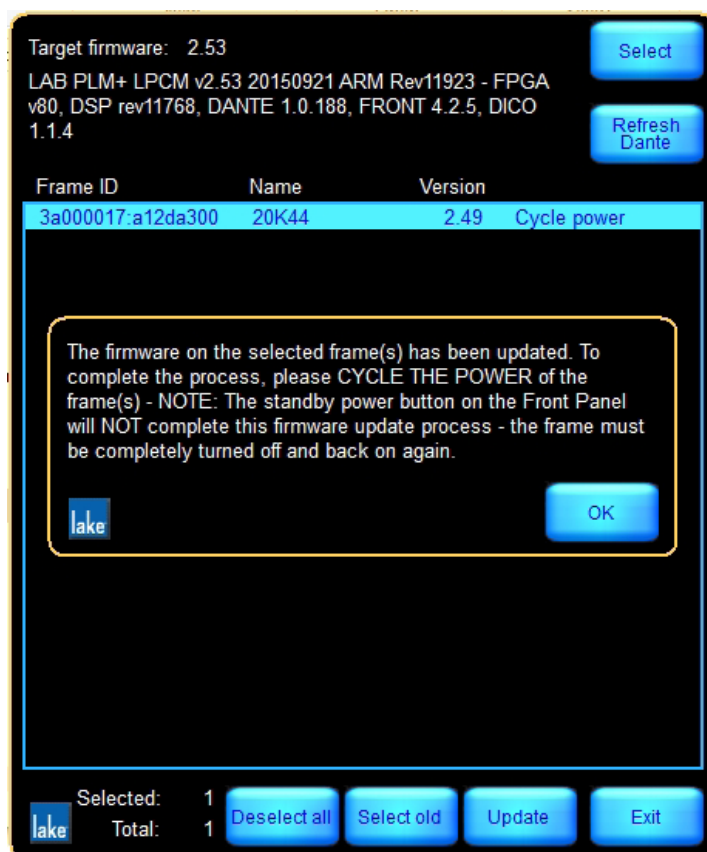 Target firmware: 2.53
Select
LAB PLM+ LPCM v2.53 20150921 ARM Rev11923 - FPGA
v80, DSP rev11768, DANTE 1.0.188, FRONT 4.2.5, DICO
1.1.4
Refresh
Dante
Frame ID Name Version
3a000017:a12da300 20K44 2.49 Cycle power
The firmware on the selected frame(s) has been updated. To
complete the process, please CYCLE THE POWER of the
frame(s) - NOTE: The standby power button on the Front Panel
will NOT complete this firmware update process - the frame must
be completely turned off and back on again.
lake
OK
Selected: 1
lake Total: 1
Deselect all Select old Update Exit